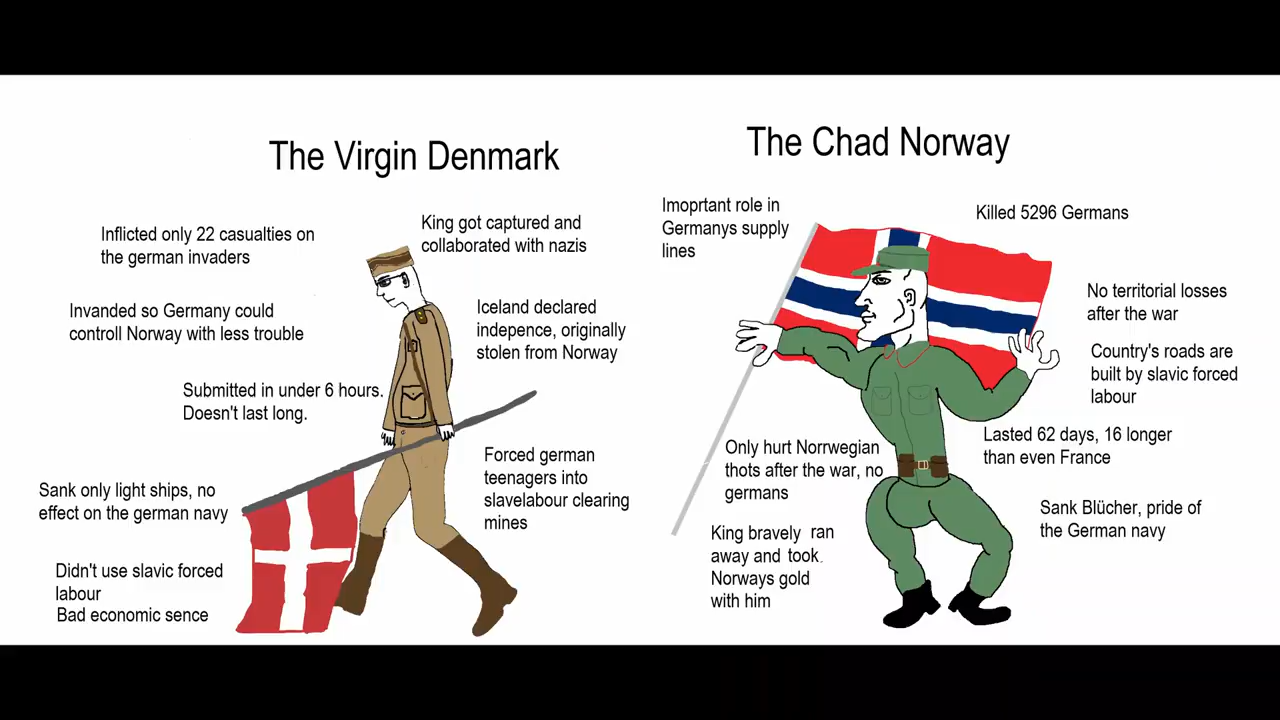 The Virgin Denmark
Inflicted only 22 casualties on
the german invaders
King got captured and
collaborated with nazis
Invanded so Germany could
controll Norway with less trouble
Iceland declared
indepence, originally
stolen from Norway
Submitted in under 6 hours.
Doesn't last long.
Forced german
teenagers into
slavelabour clearing
mines
Sank only light ships, no
effect on the german navy
Didn't use slavic forced
labour
Bad economic sence
The Chad Norway
Imoprtant role in
Germanys supply
lines
Killed 5296 Germans
No territorial losses
after the war
Country's roads are
built by slavic forced
labour
Lasted 62 days, 16 longer
than even France
Only hurt Norrwegian
thots after the war, no
germans
Sank Blücher, pride of
the German navy
King bravely ran
away and took
Norways gold
with him